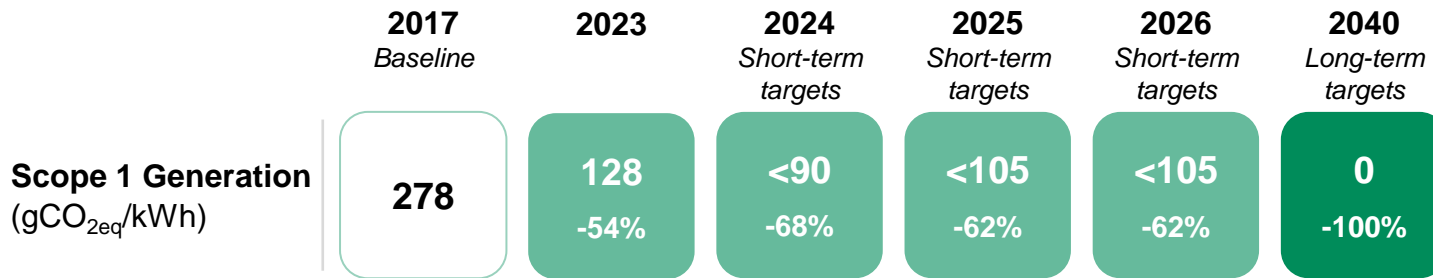 2017
Baseline
2023
2024
Short-term
targets
2025
Short-term
targets
2026
Short-term
targets
2040
Long-term
targets
Scope 1 Generation
(gCO2eq/kWh)
278
128
-54%
<90
-68%
<105
-62%
<105
-62%
0
-100%